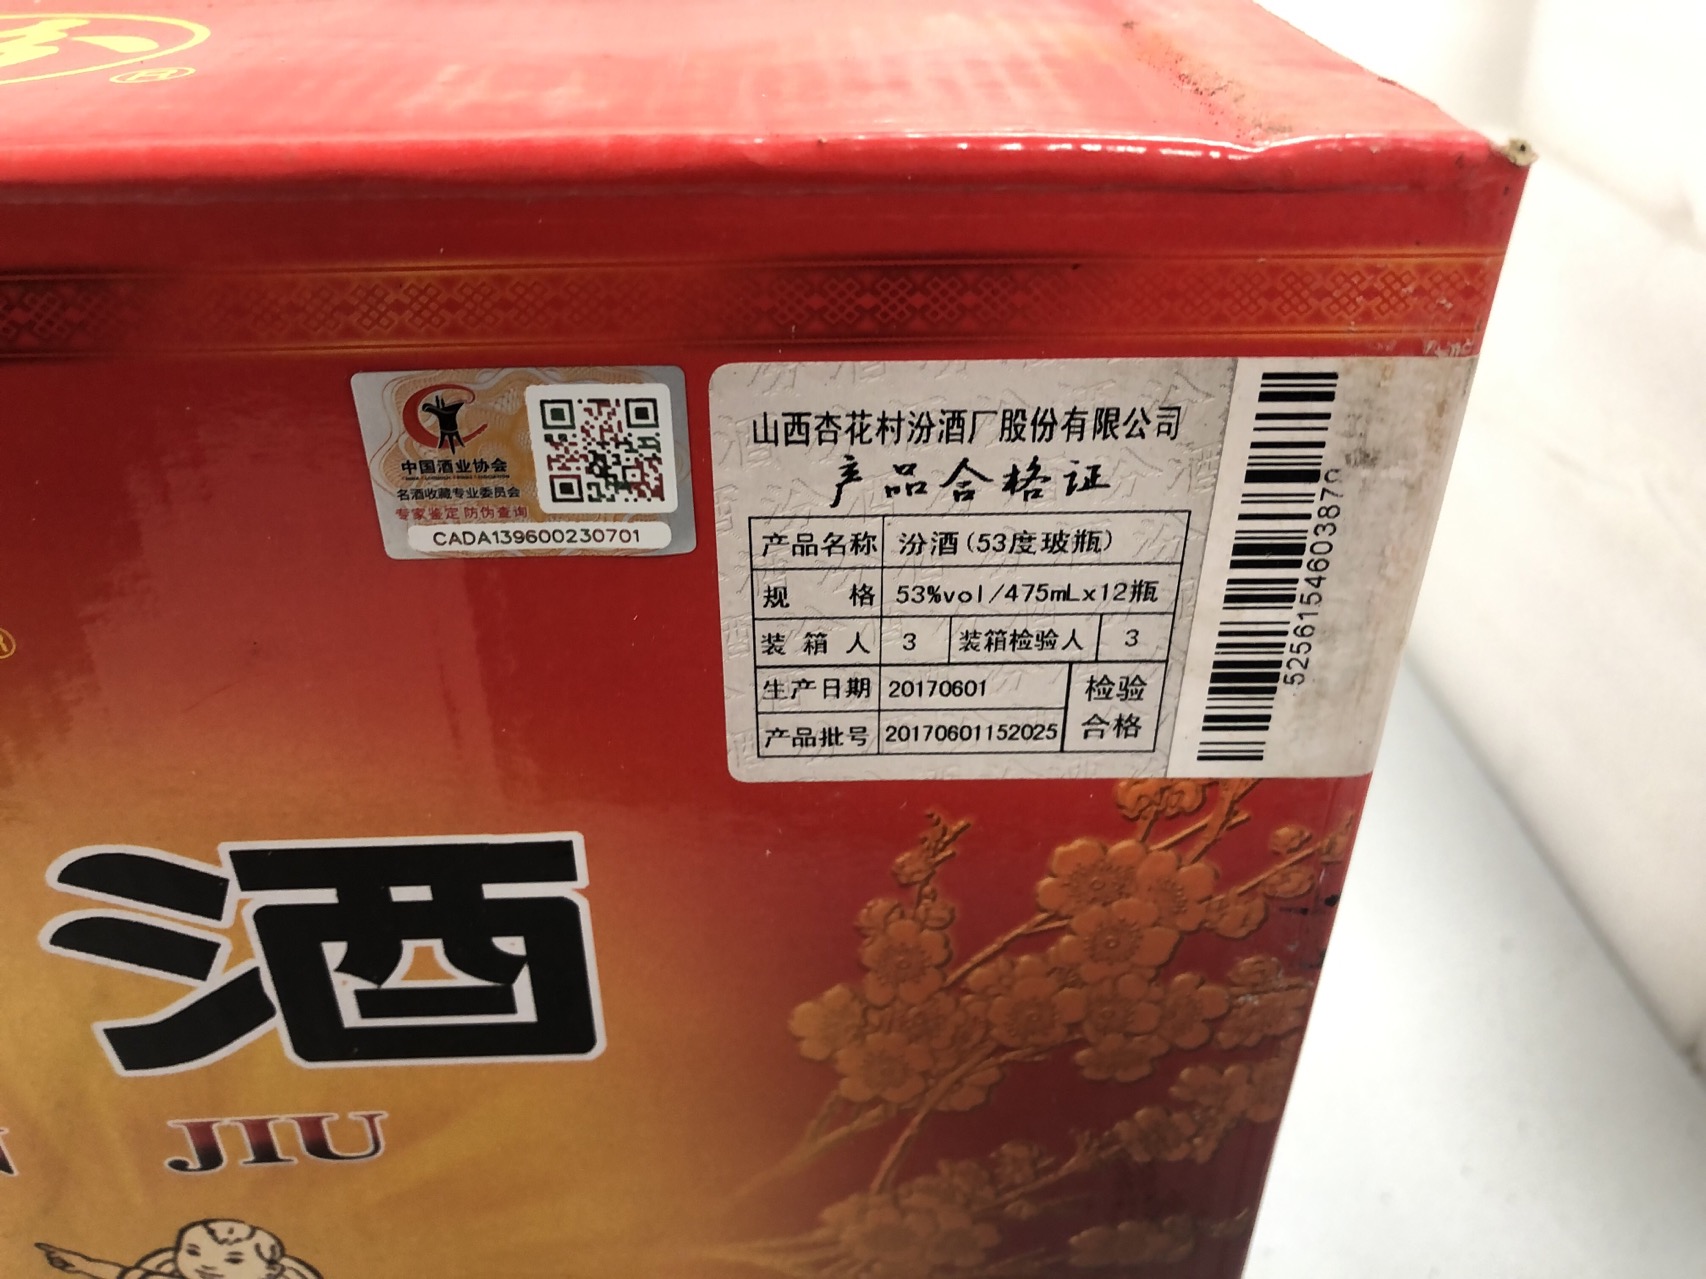 ®
中国酒业协会
名酒收藏专业委员会
专家鉴定 防伪查询
CADA139600230701
山西杏花村汾酒厂股份有限公司
产品合格证
产品名称 汾酒(53度玻瓶)
规 格 53%vol/475mLx12瓶
装箱人 3 装箱检验人 3
生产日期 20170601 检验
产品批号 20170601152025 合格
®
酒
JIU